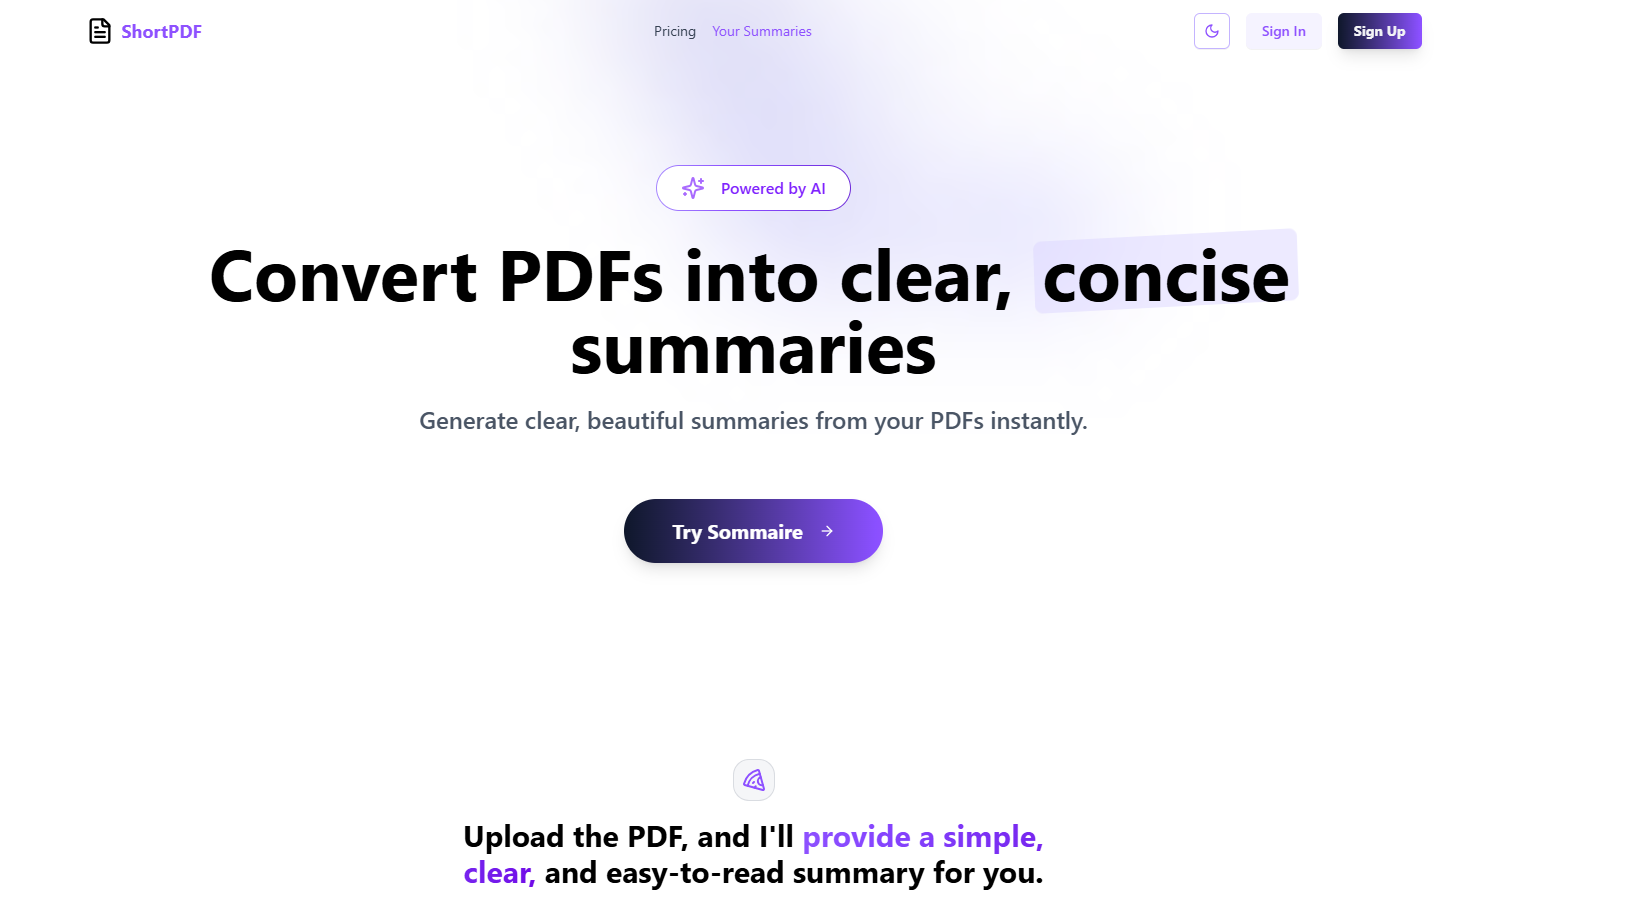 ShortPDF
Pricing
Your Summaries
Sign In
Sign Up
Powered by AI
Convert PDFs into clear, concise
summaries
Generate clear, beautiful summaries from your PDFs instantly.
Try Sommaire
Upload the PDF, and I'll provide a simple,
clear, and easy-to-read summary for you.